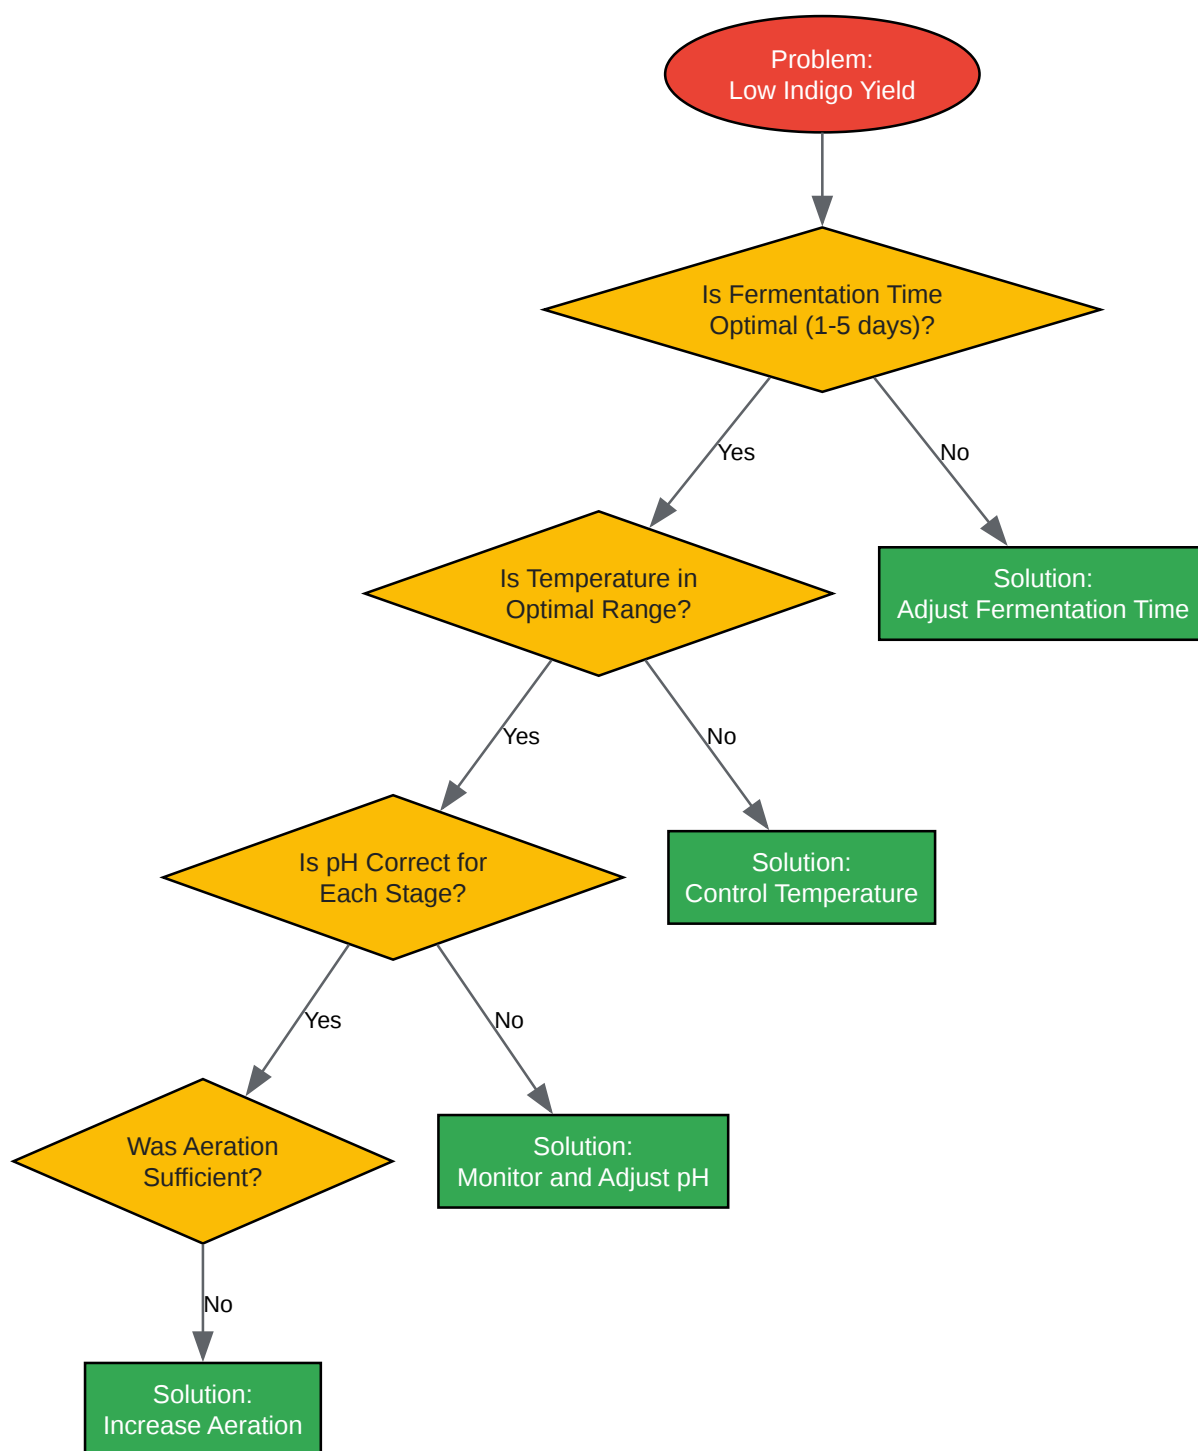 Problem:
Low Indigo Yield
Is Fermentation Time
Optimal (1-5 days)?
Yes
No
Is Temperature in
Optimal Range?
Solution:
Adjust Fermentation Time
Yes
No
Is pH Correct for
Each Stage?
Solution:
Control Temperature
Yes
No
Was Aeration
Sufficient?
Solution:
Monitor and Adjust pH
No
Solution:
Increase Aeration